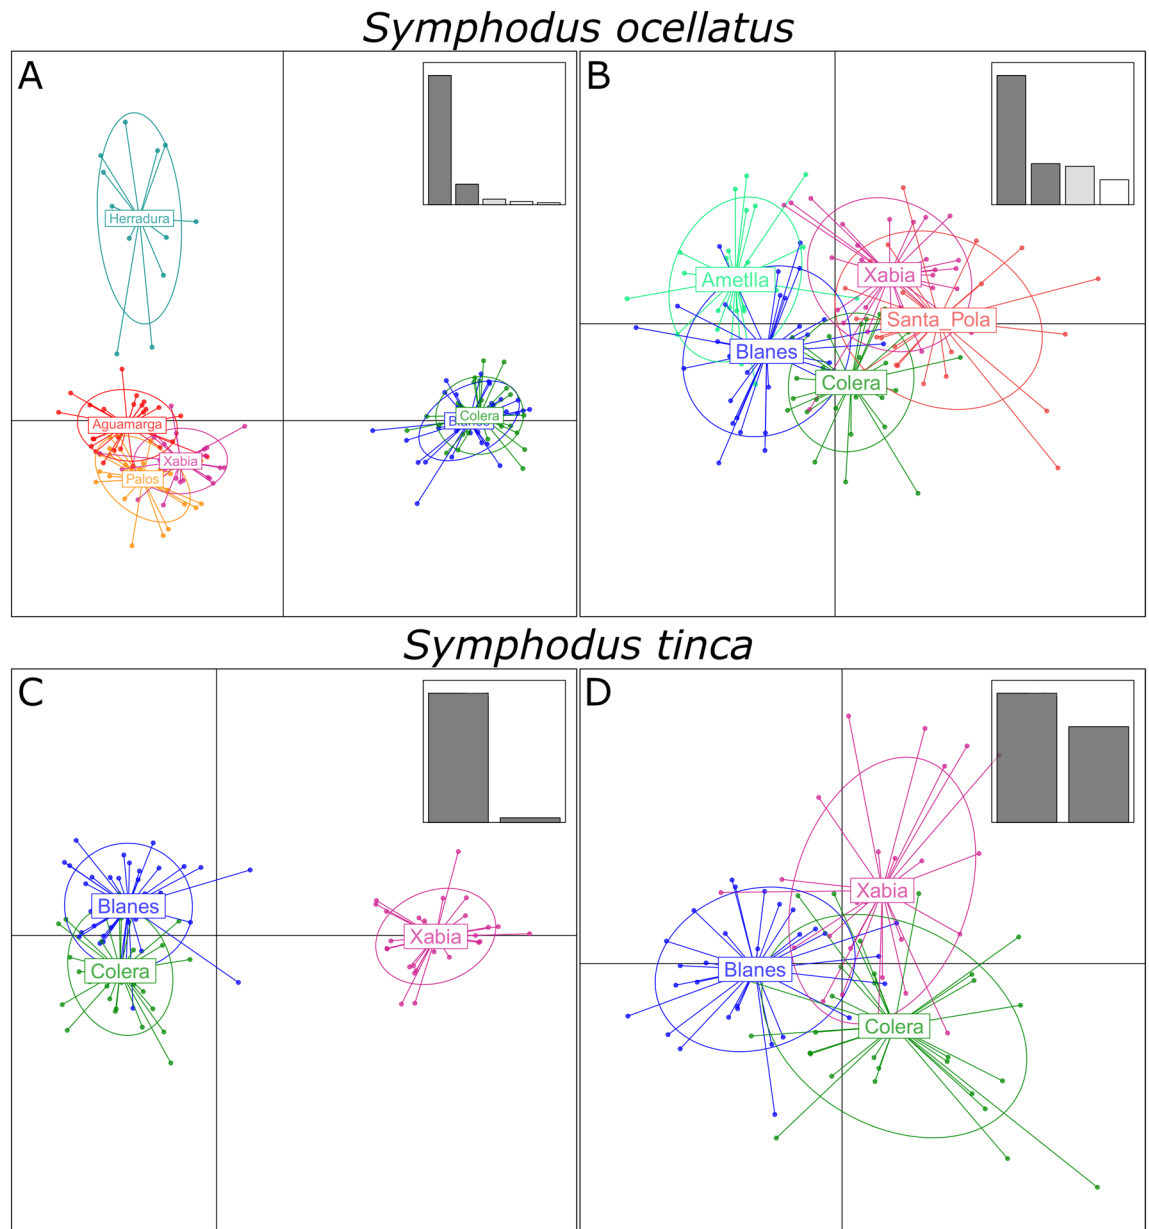 Symphodus ocellatus
A
B
Herradura
Aguamarga
Xabia
Palos
Colera
Ametlla
Xabia
Santa_Pola
Blanes
Colera
Symphodus tinca
C
D
Blanes
Colera
Xabia
Xabia
Blanes
Colera